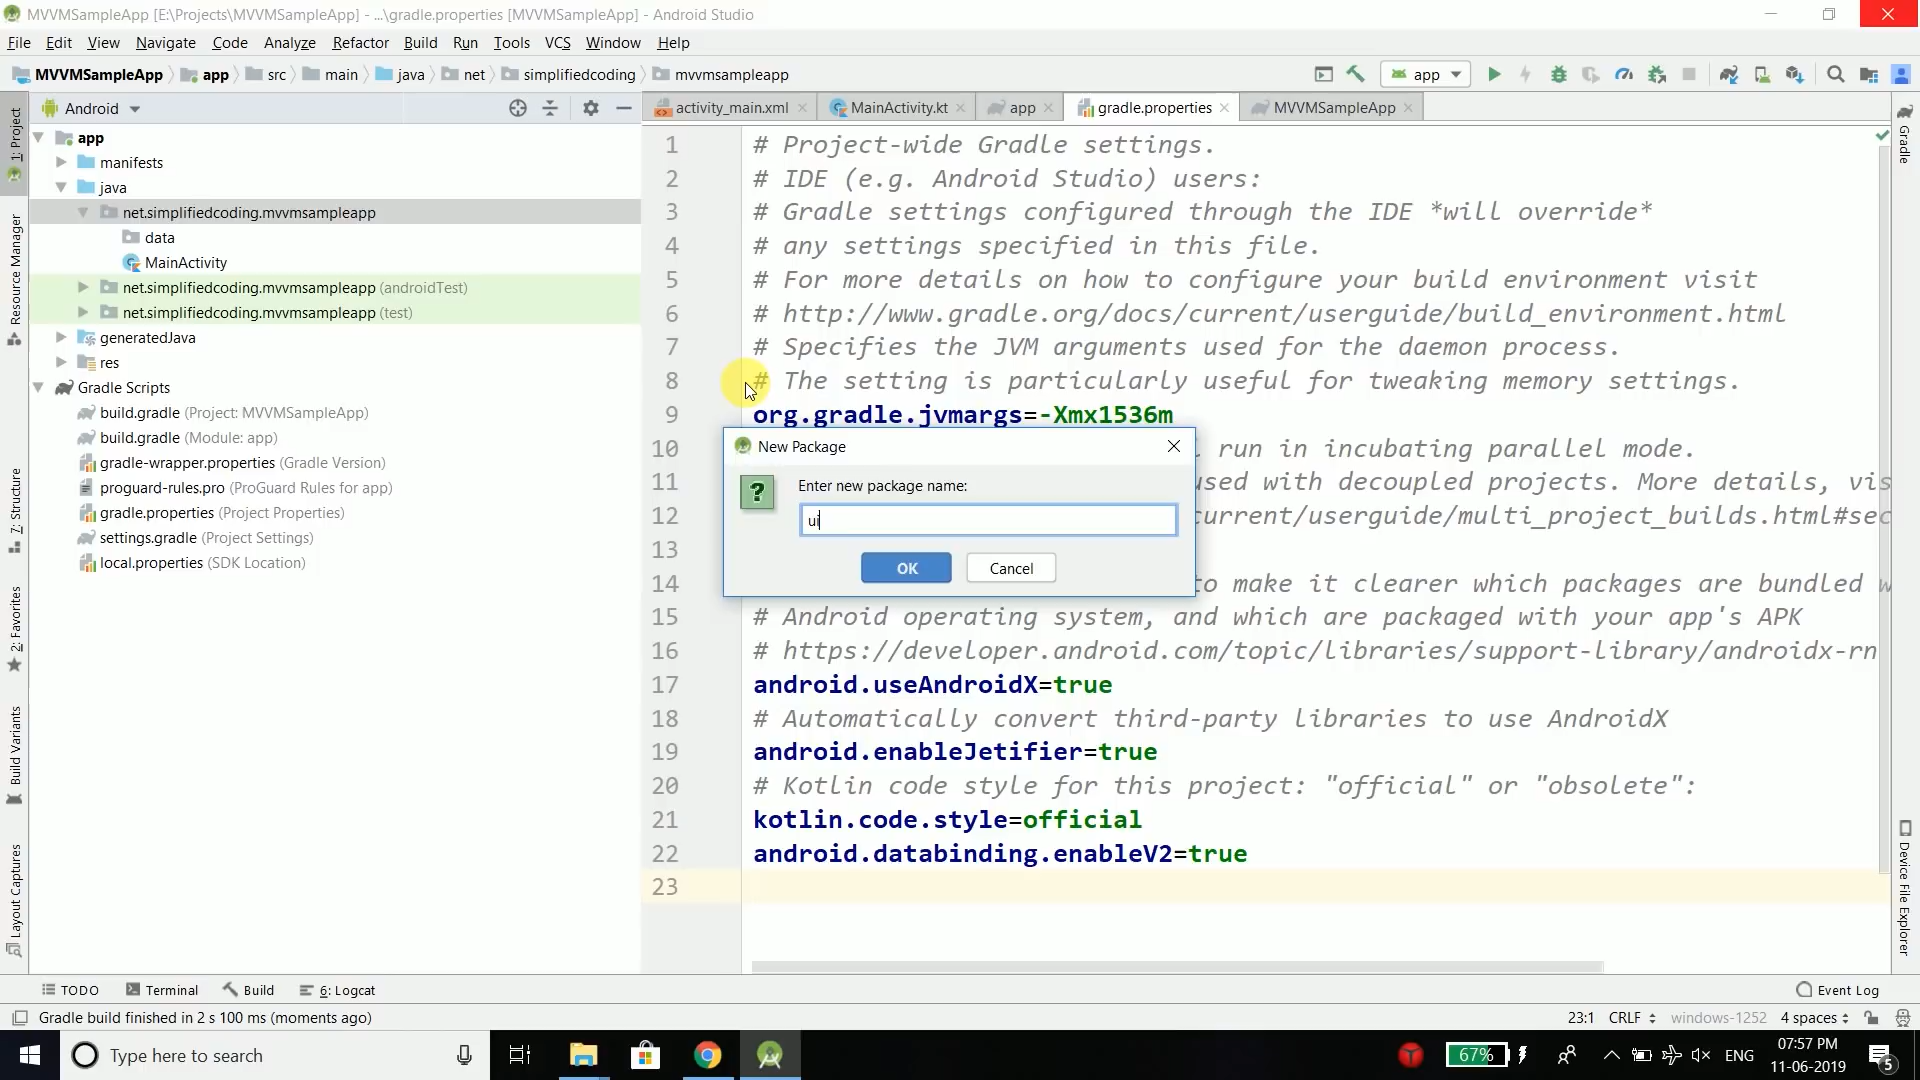 MVVMSampleApp [E:\Projects\MVVMSampleApp] - ...\gradle.properties [MVVMSampleApp] - Android Studio
File Edit View Navigate Code Analyze Refactor Build Run Tools VCS Window Help
MVVMSampleApp app src main java net simplifiedcoding mvvmsampleapp app
Android
activity_main.xml MainActivity.kt app gradle.properties MVVMSampleApp
1: Project
Resource Manager
7: Structure
2: Favorites
Build Variants
Layout Captures
app
manifests
java
net.simplifiedcoding.mvvmsampleapp
data
MainActivity
net.simplifiedcoding.mvvmsampleapp (androidTest)
net.simplifiedcoding.mvvmsampleapp (test)
generatedJava
res
Gradle Scripts
build.gradle (Project: MVVMSampleApp)
build.gradle (Module: app)
gradle-wrapper.properties (Gradle Version)
proguard-rules.pro (ProGuard Rules for app)
gradle.properties (Project Properties)
settings.gradle (Project Settings)
local.properties (SDK Location)
1 # Project-wide Gradle settings.
2 # IDE (e.g. Android Studio) users:
3 # Gradle settings configured through the IDE *will override*
4 # any settings specified in this file.
5 # For more details on how to configure your build environment visit
6 # http://www.gradle.org/docs/current/userguide/build_environment.html
7 # Specifies the JVM arguments used for the daemon process.
8 # The setting is particularly useful for tweaking memory settings.
9 org.gradle.jvmargs=-Xmx1536m
10 run in incubating parallel mode.
11 used with decoupled projects. More details, vis
12 current/userguide/multi_project_builds.html#sec
13
14 to make it clearer which packages are bundled w
15 # Android operating system, and which are packaged with your app's APK
16 # https://developer.android.com/topic/libraries/support-library/androidx-rn
17 android.useAndroidX=true
18 # Automatically convert third-party libraries to use AndroidX
19 android.enableJetifier=true
20 # Kotlin code style for this project: "official" or "obsolete":
21 kotlin.code.style=official
22 android.databinding.enableV2=true
23
New Package
Enter new package name:
ui
OK Cancel
Gradle
Device File Explorer
TODO Terminal Build 6: Logcat Event Log
Gradle build finished in 2 s 100 ms (moments ago) 23:1 CRLF windows-1252 4 spaces
Type here to search 67% ENG 07:57 PM
11-06-2019 5